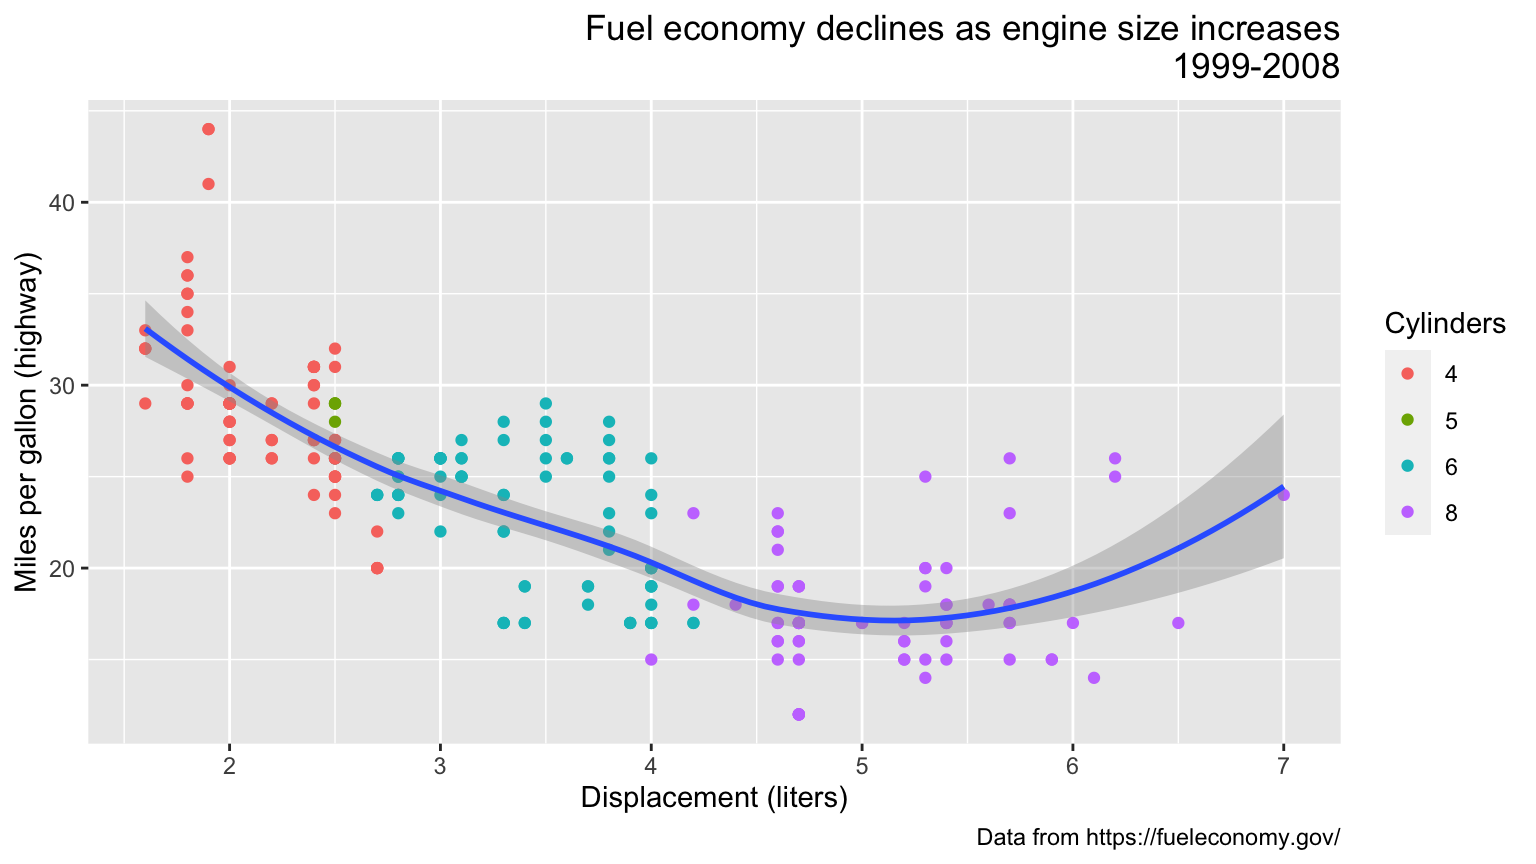 Fuel economy declines as engine size increases
1999-2008
Miles per gallon (highway)
40
30
20
2
3
4
5
6
7
Displacement (liters)
Cylinders
4
5
6
8
Data from https://fueleconomy.gov/